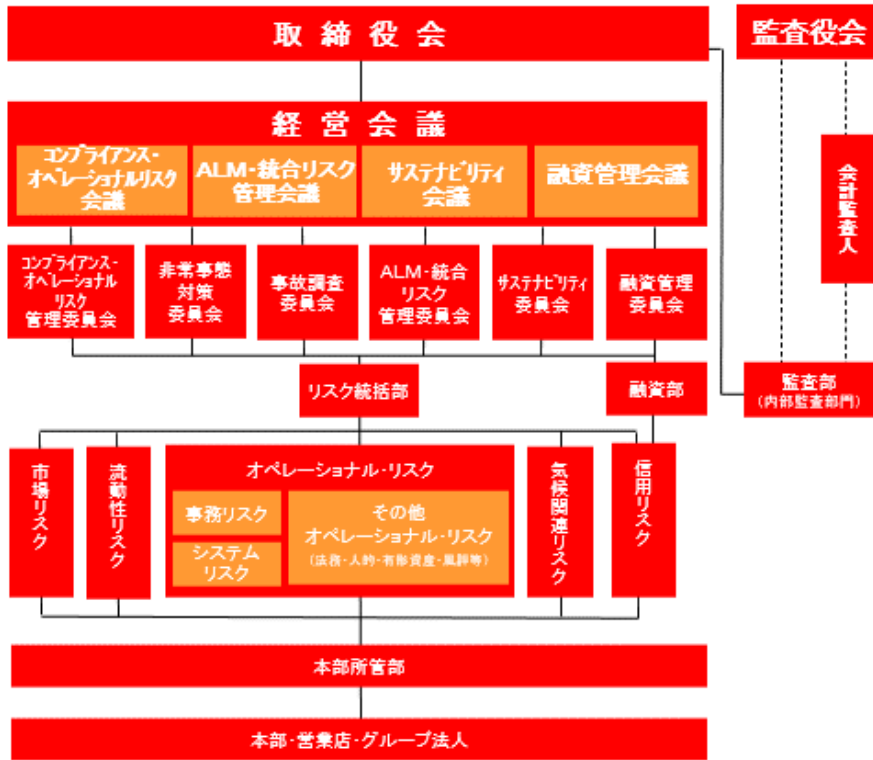 取締役会
監査役会
経営会議
コンプライアンス・
オペレーショナルリスク
会議
ALM・統合リスク
管理会議
サステナビリティ
会議
融資管理会議
会計監査人
コンプライアンス・
オペレーショナル
リスク
管理委員会
非常事態
対策
委員会
事故調査
委員会
ALM・統合
リスク
管理委員会
サステナビリティ
委員会
融資管理
委員会
リスク統括部
融資部
監査部
(内部監査部門)
市場リスク
流動性リスク
オペレーショナル・リスク
事務リスク
システム
リスク
その他
オペレーショナル・リスク
(法務・人的・有形資産・風評等)
気候関連リスク
信用リスク
本部所管部
本部・営業店・グループ法人